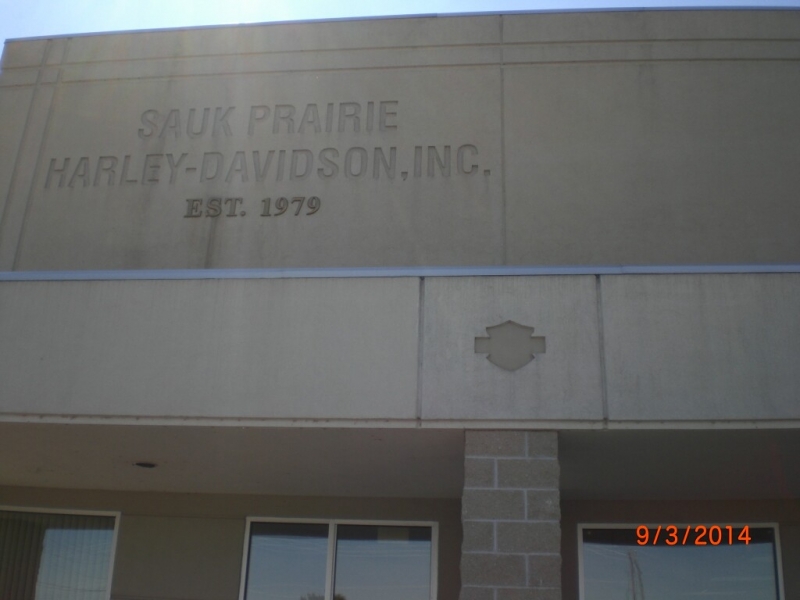 SAUK PRAIRIE
HARLEY-DAVIDSON, INC.
EST. 1979
9/3/2014